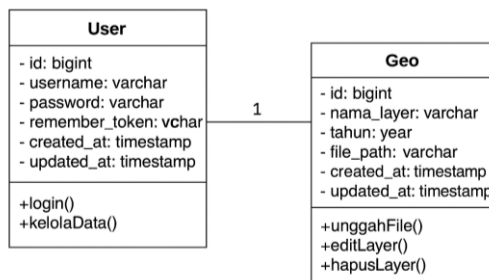 User
- id: bigint
- username: varchar
- password: varchar
- remember_token: vchar
- created_at: timestamp
- updated_at: timestamp
+login()
+kelolaData()
1
Geo
- id: bigint
- nama_layer: varchar
- tahun: year
- file_path: varchar
- created_at: timestamp
- updated_at: timestamp
+unggahFile()
+editLayer()
+hapusLayer()